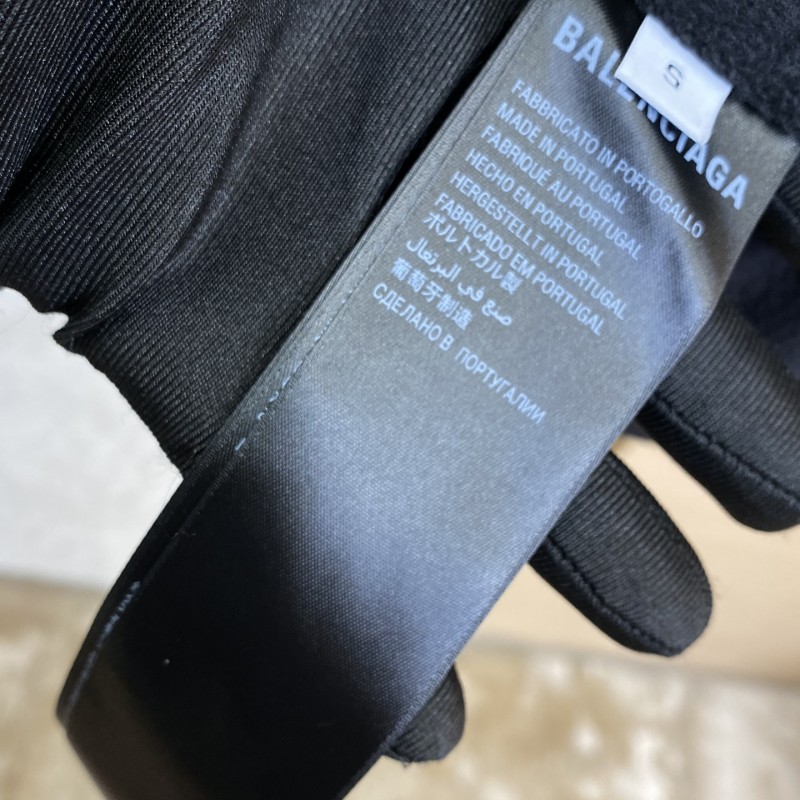 BALENCIAGA
S
FABBRICATO IN PORTOGALLO
MADE IN PORTUGAL
FABRIQUÉ AU PORTUGAL
HECHO EN PORTUGAL
HERGESTELLT IN PORTUGAL
FABRICADO EM PORTUGAL
ポルトガル製
صنع في البرتغال
葡萄牙制造
СДЕЛАНО В ПОРТУГАЛИИ